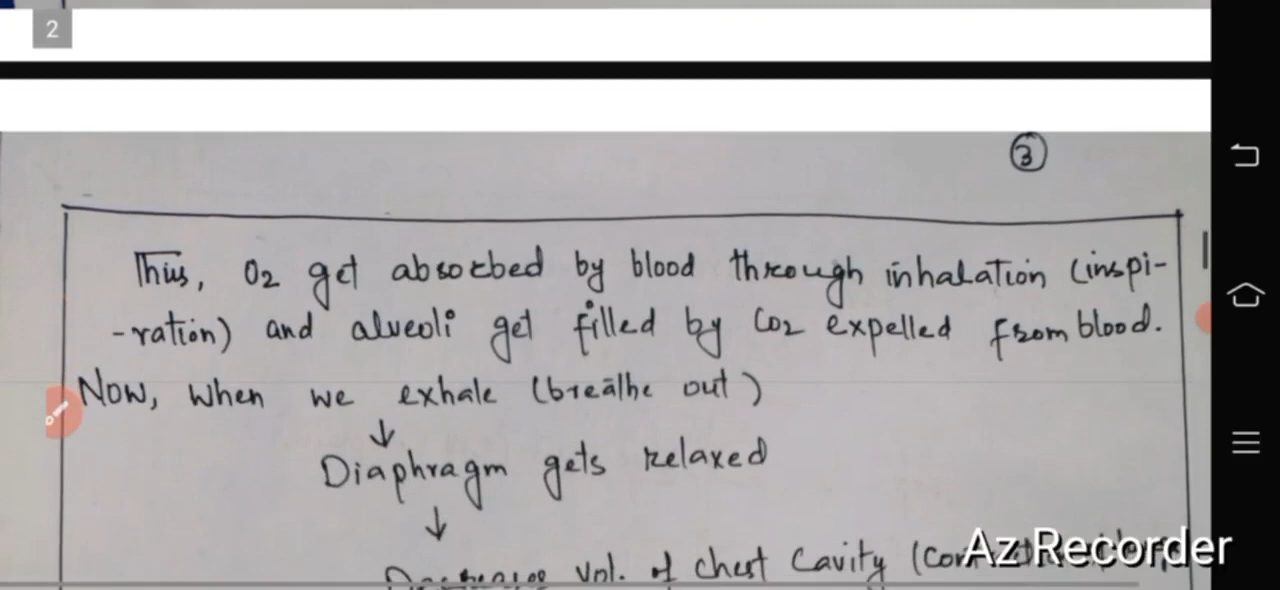 2
3
Thus, O2 get absorbed by blood through inhalation (inspi-
-ration) and alveoli get filled by CO2 expelled from blood.
Now, when we exhale (breathe out)
↓
Diaphragm gets relaxed
↓
vol. of chest cavity
Az Recorder